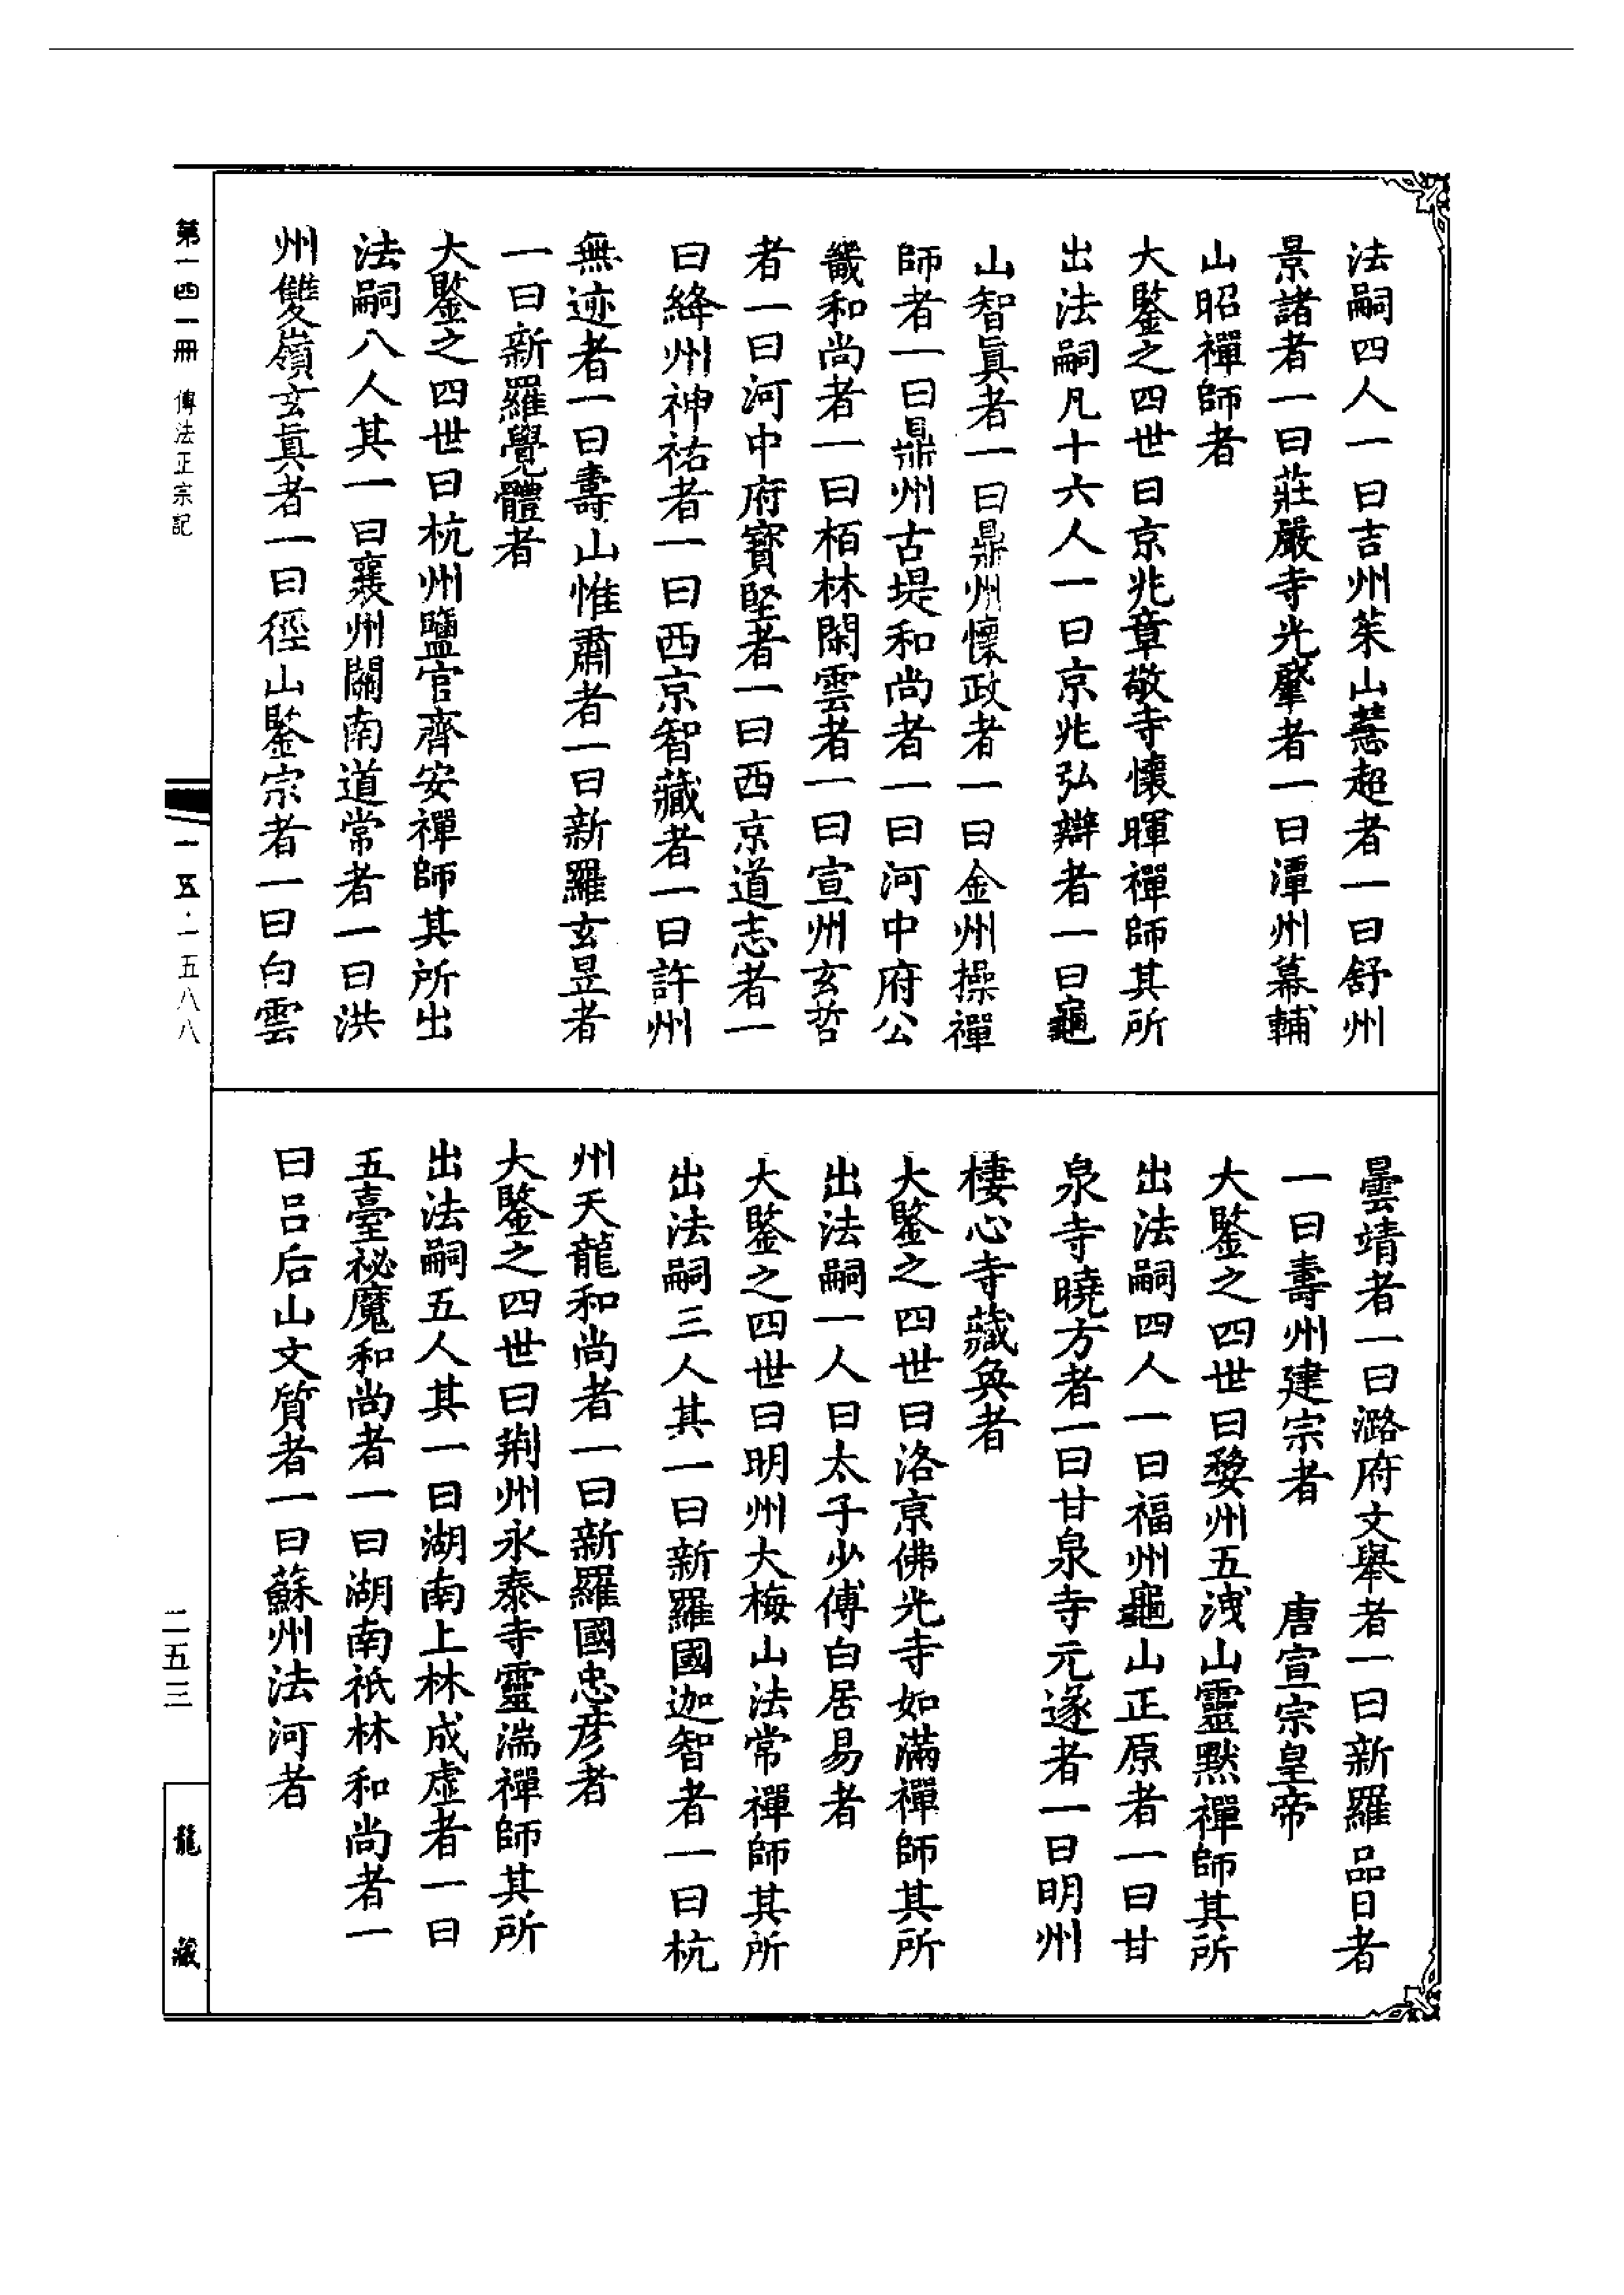 法嗣四人一曰吉州茱山慧超者一曰舒州
景諸者一曰莊嚴寺光肇者一曰潭州幕輔
山昭禪師者
大鑒之四世曰京兆章敬寺懷暉禪師其所
出法嗣凡十六人一曰京兆弘辯者一曰龜
山智眞者一曰鼎州懷政者一曰金州操禪
師者一曰鼎州古堤和尚者一曰河中府公
畿和尚者一曰栢林閑雲者一曰宣州玄哲
者一曰河中府寶堅者一曰西京道志者一
曰絳州神祐者一曰西京智藏者一曰許州
無迹者一曰壽山惟肅者一曰新羅玄昱者
一曰新羅覺體者
大鑒之四世曰杭州鹽官齊安禪師其所出
法嗣八人其一曰襄州關南道常者一曰洪
州雙嶺玄眞者一曰徑山鑒宗者一曰白雲
曇靖者一曰潞府文舉者一曰新羅品日者
一曰壽州建宗者 唐宣宗皇帝
大鑒之四世曰婺州五洩山靈默禪師其所
出法嗣四人一曰福州龜山正原者一曰甘
泉寺曉方者一曰甘泉寺元遂者一曰明州
棲心寺藏奐者
大鑒之四世曰洛京佛光寺如滿禪師其所
出法嗣一人曰太子少傅白居易者
大鑒之四世曰明州大梅山法常禪師其所
出法嗣三人其一曰新羅國迦智者一曰杭
州天龍和尚者一曰新羅國忠彥者
大鑒之四世曰荆州永泰寺靈湍禪師其所
出法嗣五人其一曰湖南上林戒虛者一曰
五臺祕魔和尚者一曰湖南祇林和尚者一
曰呂后山文質者一曰蘇州法河者
第一四一冊 傳法正宗記
一一五·一五八八
二五三
龍藏